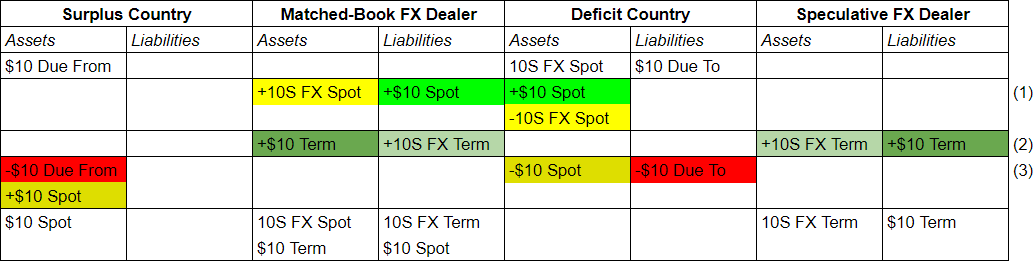 Surplus Country Matched-Book FX Dealer Deficit Country Speculative FX Dealer
Assets Liabilities Assets Liabilities Assets Liabilities Assets Liabilities
$10 Due From 10S FX Spot $10 Due To
+10S FX Spot +$10 Spot +$10 Spot (1)
-10S FX Spot
+$10 Term +10S FX Term +10S FX Term +$10 Term (2)
-$10 Due From -$10 Spot -$10 Due To (3)
+$10 Spot
$10 Spot 10S FX Spot 10S FX Term 10S FX Term $10 Term
$10 Term $10 Spot